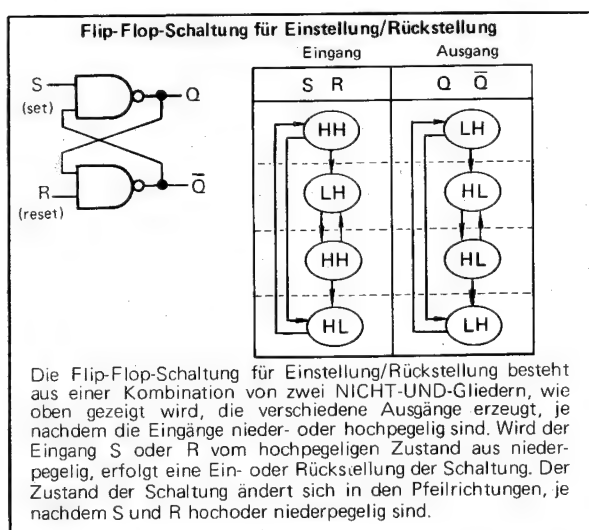 Flip-Flop-Schaltung für Einstellung/Rückstellung
Eingang Ausgang
S R Q Q̅
S
(set)
Q
R
(reset)
Q̅
HH LH
LH HL
HH HL
HL LH
Die Flip-Flop-Schaltung für Einstellung/Rückstellung besteht
aus einer Kombination von zwei NICHT-UND-Gliedern, wie
oben gezeigt wird, die verschiedene Ausgänge erzeugt, je
nachdem die Eingänge nieder- oder hochpegelig sind. Wird der
Eingang S oder R vom hochpegeligen Zustand aus nieder-
pegelig, erfolgt eine Ein- oder Rückstellung der Schaltung. Der
Zustand der Schaltung ändert sich in den Pfeilrichtungen, je
nachdem S und R hochoder niederpegelig sind.